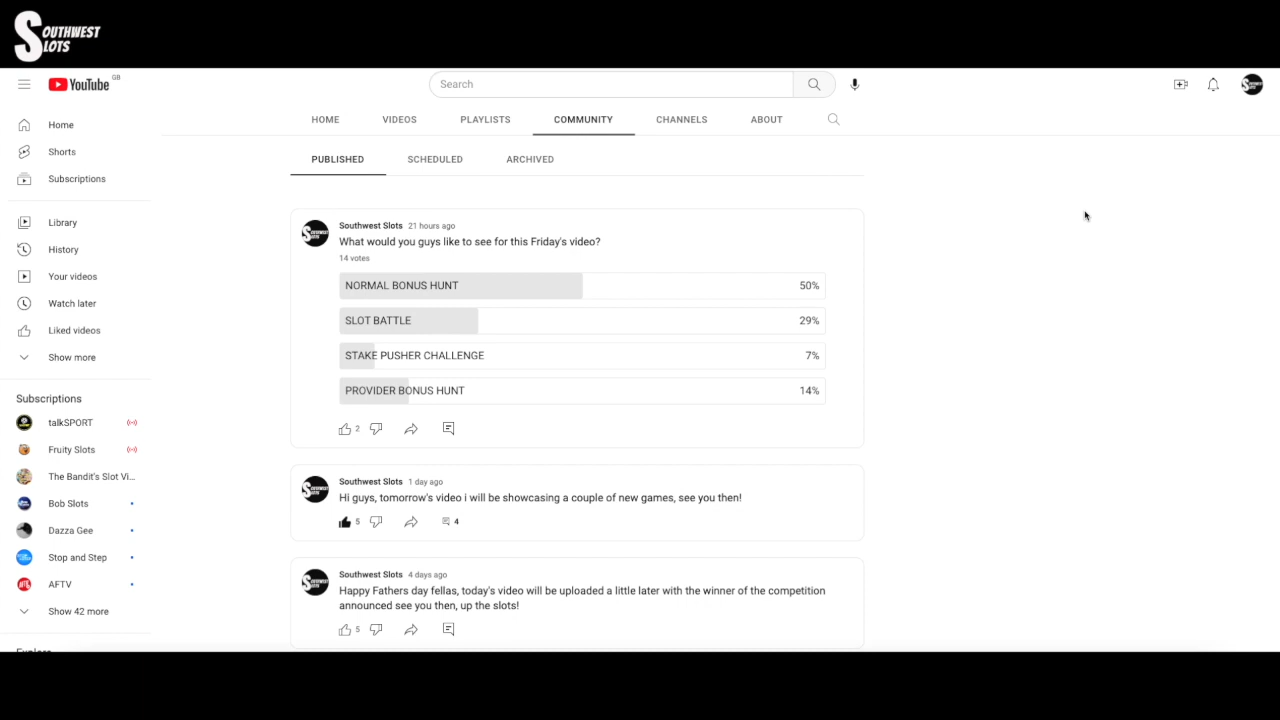 SOUTHWEST
SLOTS
YouTube GB
Search
HOME VIDEOS PLAYLISTS COMMUNITY CHANNELS ABOUT
PUBLISHED SCHEDULED ARCHIVED
Home
Shorts
Subscriptions
Library
History
Your videos
Watch later
Liked videos
Show more
Subscriptions
talkSPORT
Fruity Slots
The Bandit's Slot Vi...
Bob Slots
Dazza Gee
Stop and Step
AFTV
Show 42 more
Southwest Slots 21 hours ago
What would you guys like to see for this Friday's video?
14 votes
NORMAL BONUS HUNT 50%
SLOT BATTLE 29%
STAKE PUSHER CHALLENGE 7%
PROVIDER BONUS HUNT 14%
2
Southwest Slots 1 day ago
Hi guys, tomorrow's video i will be showcasing a couple of new games, see you then!
5 4
Southwest Slots 4 days ago
Happy Fathers day fellas, today's video will be uploaded a little later with the winner of the competition
announced see you then, up the slots!
5